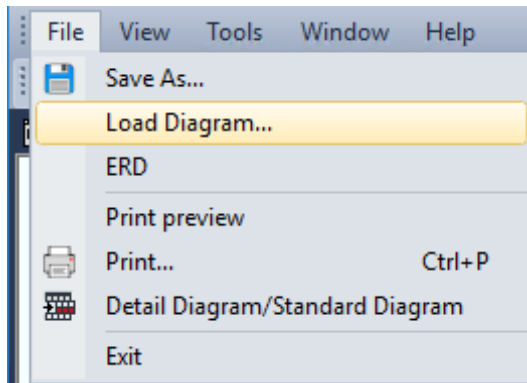 File View Tools Window Help
Save As...
Load Diagram...
ERD
Print preview
Print... Ctrl+P
Detail Diagram/Standard Diagram
Exit